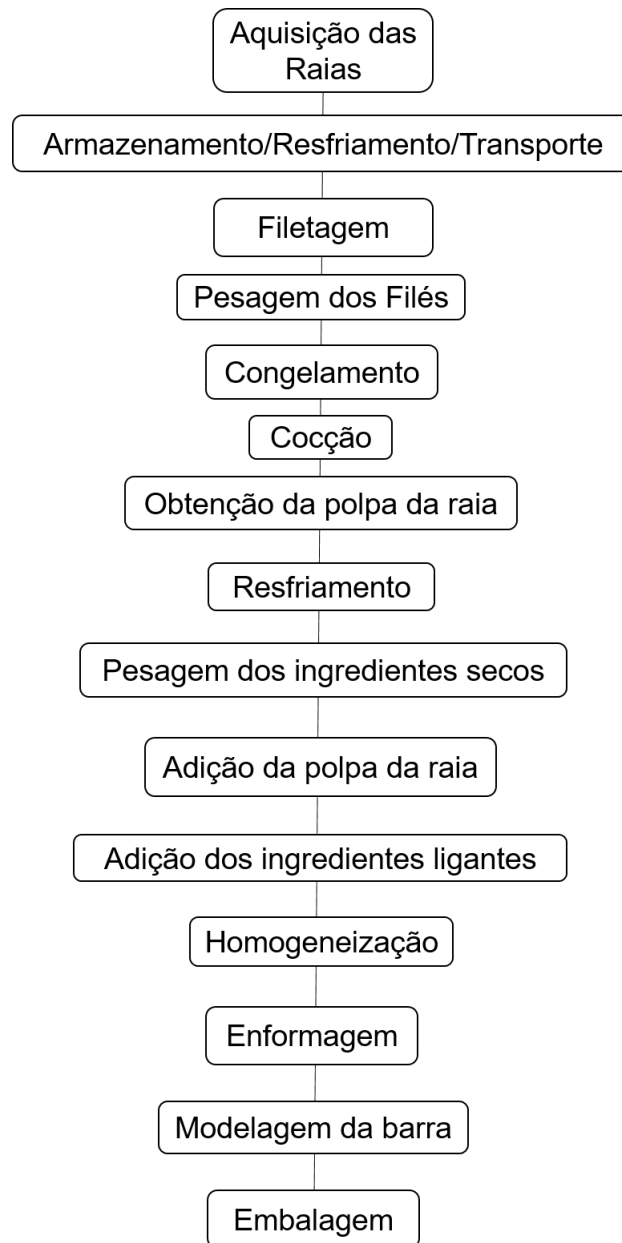 Aquisição das
Raias
Armazenamento/Resfriamento/Transporte
Filetagem
Pesagem dos Filés
Congelamento
Cocção
Obtenção da polpa da raia
Resfriamento
Pesagem dos ingredientes secos
Adição da polpa da raia
Adição dos ingredientes ligantes
Homogeneização
Enformagem
Modelagem da barra
Embalagem